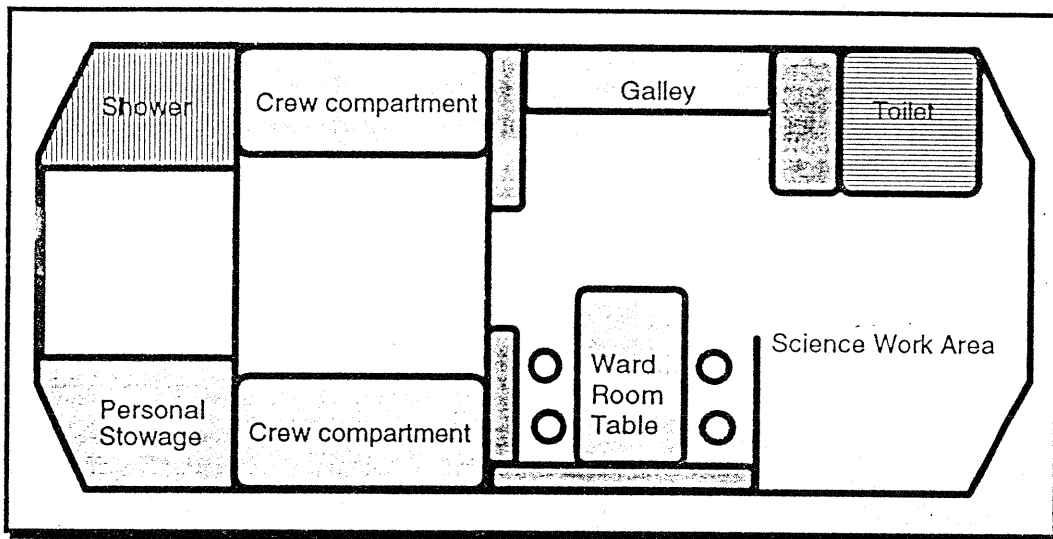 Shower
Crew compartment
Galley
Toilet
Science Work Area
Ward
Room
Table
Personal
Stowage
Crew compartment